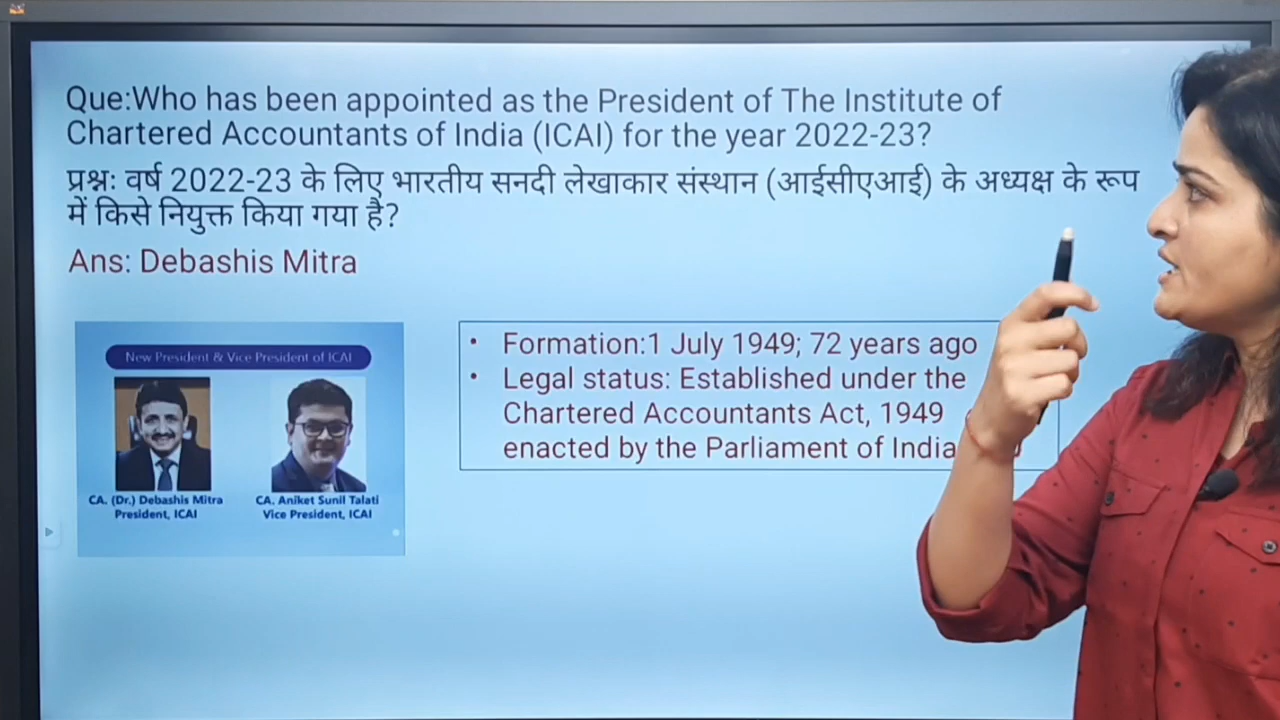 Que:Who has been appointed as the President of The Institute of
Chartered Accountants of India (ICAI) for the year 2022-23?
प्रश्न: वर्ष 2022-23 के लिए भारतीय सनदी लेखाकार संस्थान (आईसीएआई) के अध्यक्ष के रूप
में किसे नियुक्त किया गया है?
Ans: Debashis Mitra
New President & Vice President of ICAI
CA. (Dr.) Debashis Mitra
President, ICAI
CA. Aniket Sunil Talati
Vice President, ICAI
• Formation:1 July 1949; 72 years ago
• Legal status: Established under the
Chartered Accountants Act, 1949
enacted by the Parliament of India